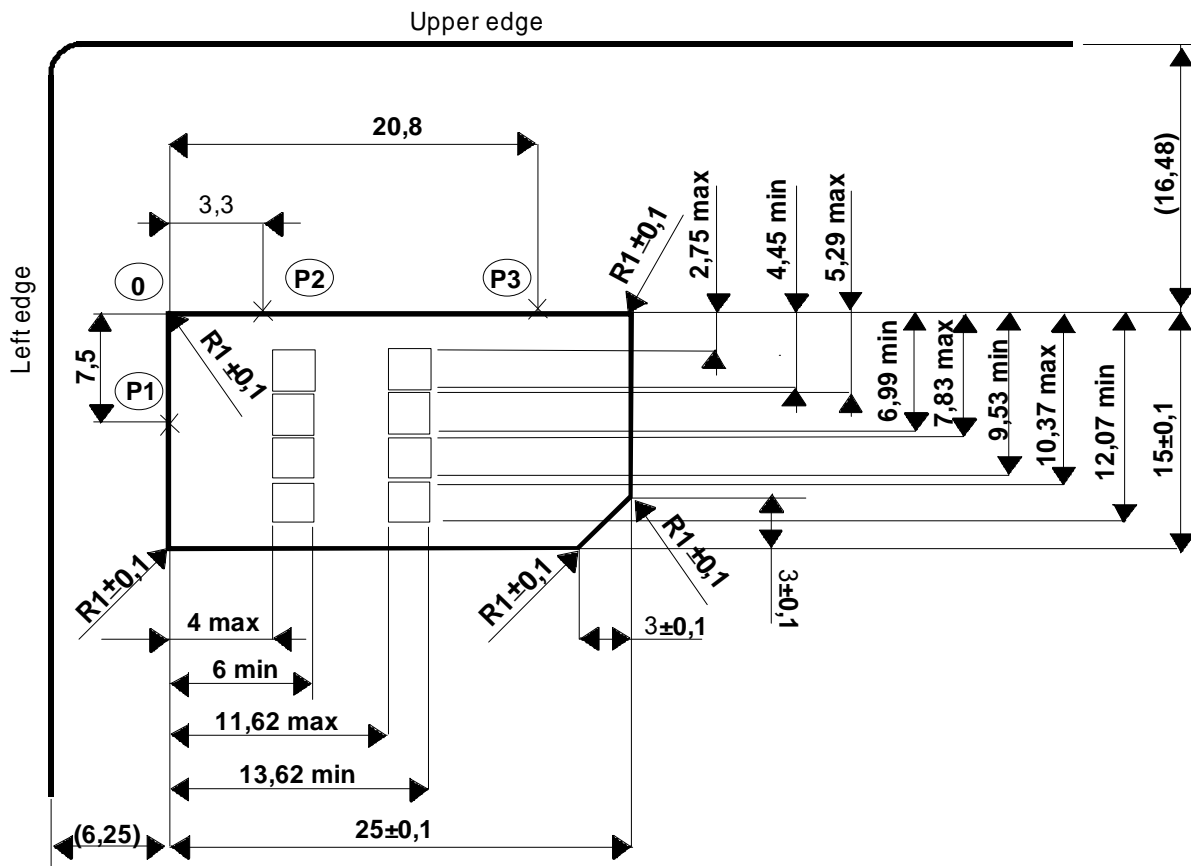 Upper edge
Left edge
20,8
3,3
0
P2
P3
P1
7,5
R1±0,1
R1±0,1
2,75 max
4,45 min
5,29 max
(16,48)
6,99 min
7,83 max
9,53 min
10,37 max
12,07 min
15±0,1
R1±0,1
R1±0,1
R1±0,1
3±0,1
3±0,1
4 max
6 min
11,62 max
13,62 min
(6,25)
25±0,1